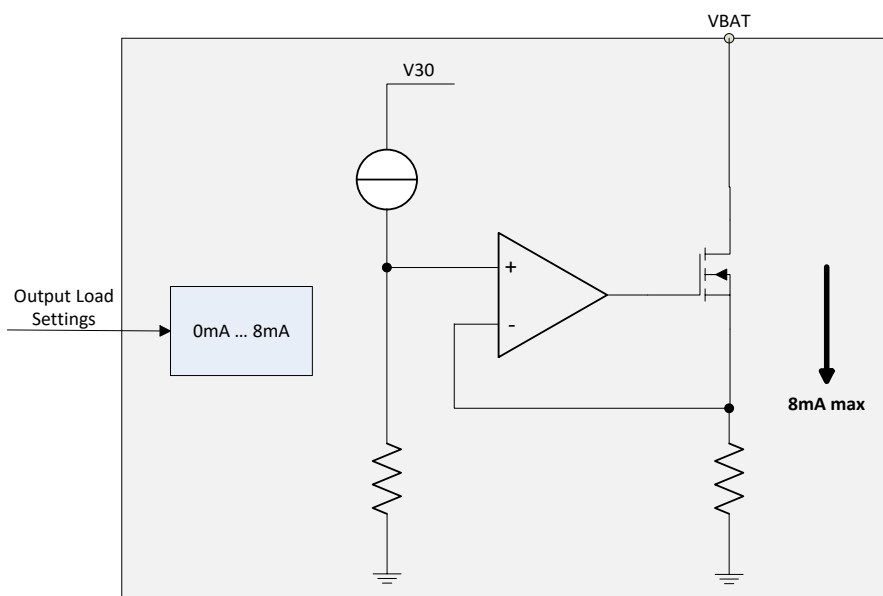 VBAT
V30
+
-
Output Load
Settings
0mA ... 8mA
8mA max